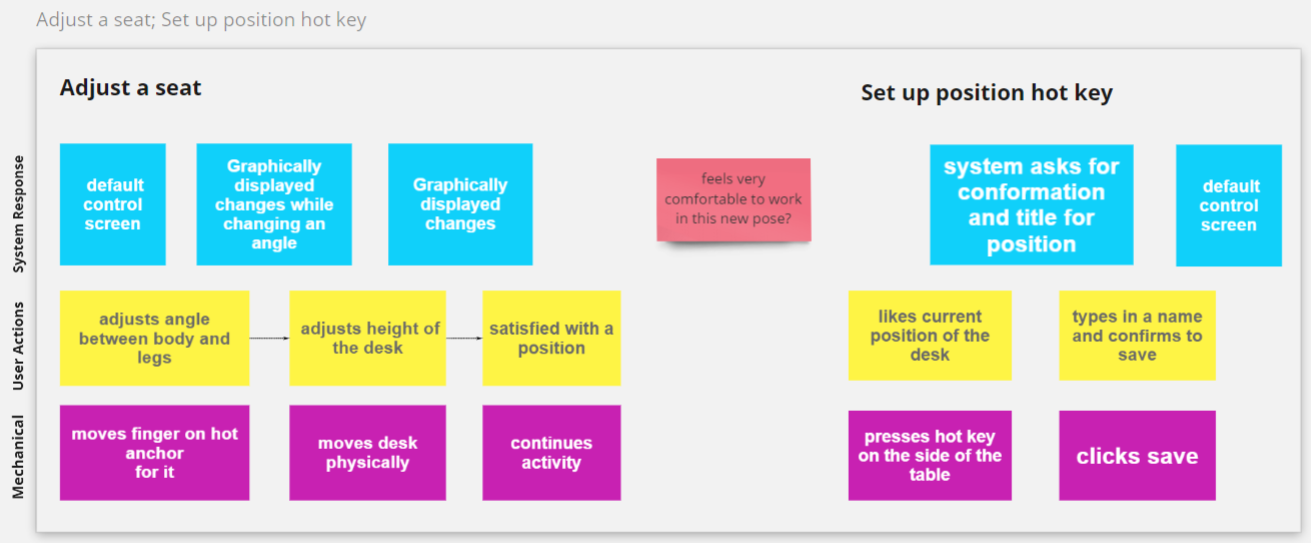 Adjust a seat; Set up position hot key
Adjust a seat
Set up position hot key
System Response
default
control
screen
Graphically
displayed
changes while
changing an
angle
Graphically
displayed
changes
feels very
comfortable to work
in this new pose?
system asks for
conformation
and title for
position
default
control
screen
User Actions
adjusts angle
between body and
legs
adjusts height of
the desk
satisfied with a
position
likes current
position of the
desk
types in a name
and confirms to
save
Mechanical
moves finger on hot
anchor
for it
moves desk
physically
continues
activity
presses hot key
on the side of the
table
clicks save